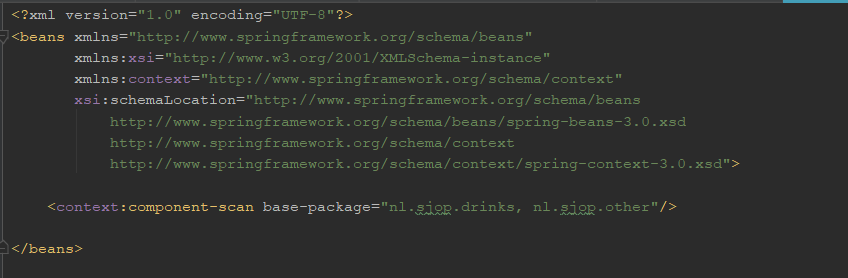 <?xml version="1.0" encoding="UTF-8"?>
<beans xmlns="http://www.springframework.org/schema/beans"
xmlns:xsi="http://www.w3.org/2001/XMLSchema-instance"
xmlns:context="http://www.springframework.org/schema/context"
xsi:schemaLocation="http://www.springframework.org/schema/beans
http://www.springframework.org/schema/beans/spring-beans-3.0.xsd
http://www.springframework.org/schema/context
http://www.springframework.org/schema/context/spring-context-3.0.xsd">
<context:component-scan base-package="nl.sjop.drinks, nl.sjop.other"/>
</beans>